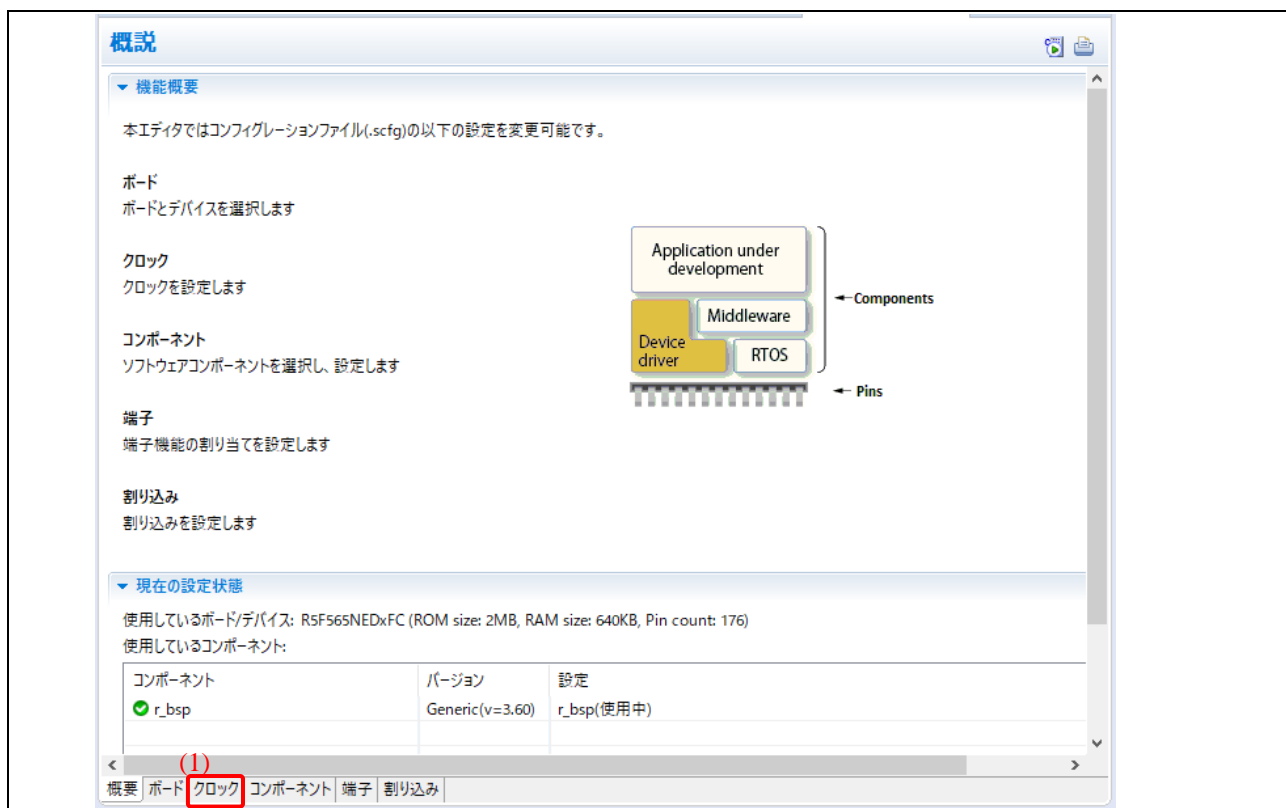 概説
機能概要
本エディタではコンフィグレーションファイル(.scfg)の以下の設定を変更可能です。
ボード
ボードとデバイスを選択します
クロック
クロックを設定します
コンポーネント
ソフトウェアコンポーネントを選択し、設定します
端子
端子機能の割り当てを設定します
割り込み
割り込みを設定します
Application under
development
Middleware
Device
driver
RTOS
Components
Pins
現在の設定状態
使用しているボード/デバイス: R5F565NEDxFC (ROM size: 2MB, RAM size: 640KB, Pin count: 176)
使用しているコンポーネント:
コンポーネント バージョン 設定
r_bsp Generic(v=3.60) r_bsp(使用中)
(1)
概要 ボード クロック コンポーネント 端子 割り込み